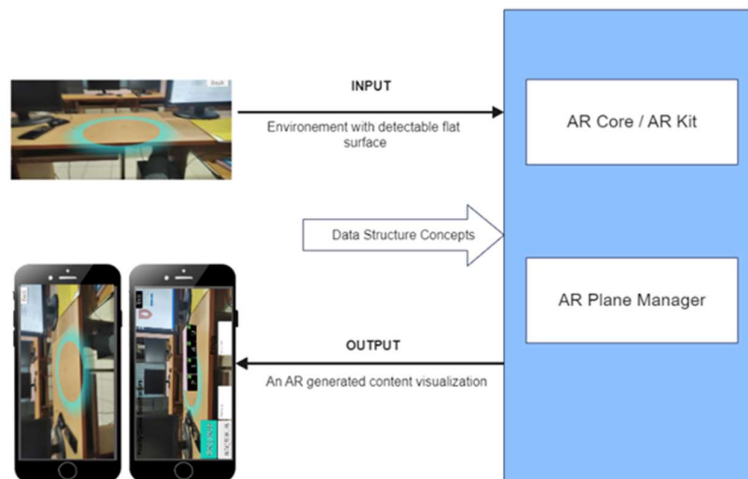 Back
INPUT
Environement with detectable flat
surface
AR Core / AR Kit
Data Structure Concepts
AR Plane Manager
OUTPUT
An AR generated content visualization